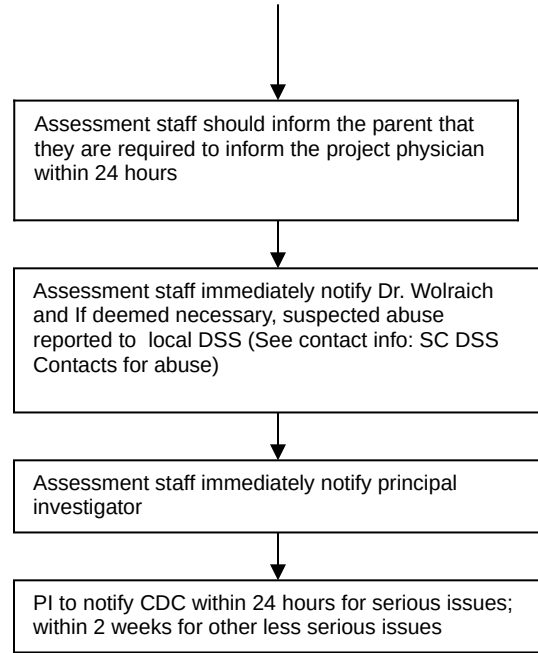 Assessment staff should inform the parent that
they are required to inform the project physician
within 24 hours
Assessment staff immediately notify Dr. Wolraich
and If deemed necessary, suspected abuse
reported to  local DSS (See contact info: SC DSS
Contacts for abuse)
Assessment staff immediately notify principal
investigator
PI to notify CDC within 24 hours for serious issues;
within 2 weeks for other less serious issues